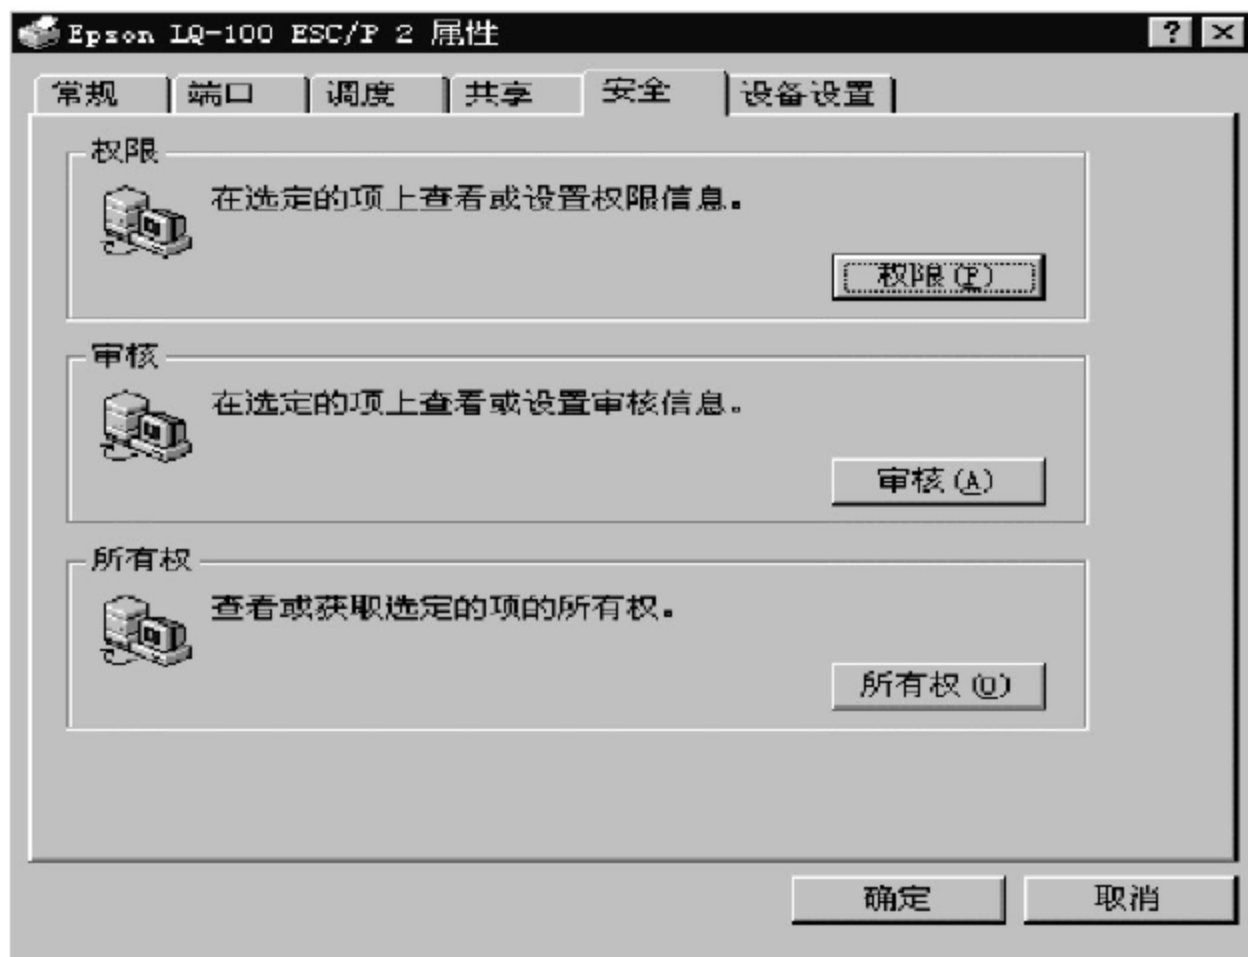 Epson LQ-100 ESC/P 2 属性
常规 端口 调度 共享 安全 设备设置
权限
在选定的项上查看或设置权限信息。
权限(P)
审核
在选定的项上查看或设置审核信息。
审核(A)
所有权
查看或获取选定的项的所有权。
所有权(O)
确定 取消